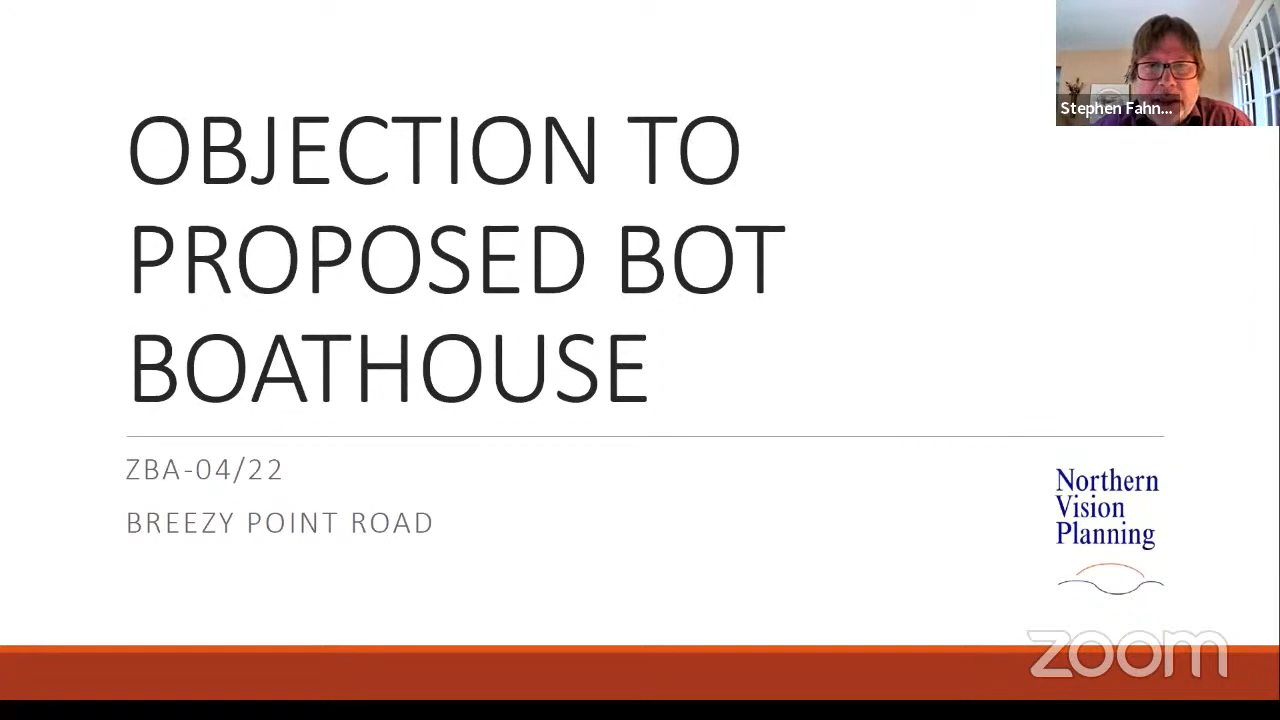 Stephen Fahn...
OBJECTION TO
PROPOSED BOT
BOATHOUSE
ZBA-04/22
BREEZY POINT ROAD
Northern
Vision
Planning
zoom